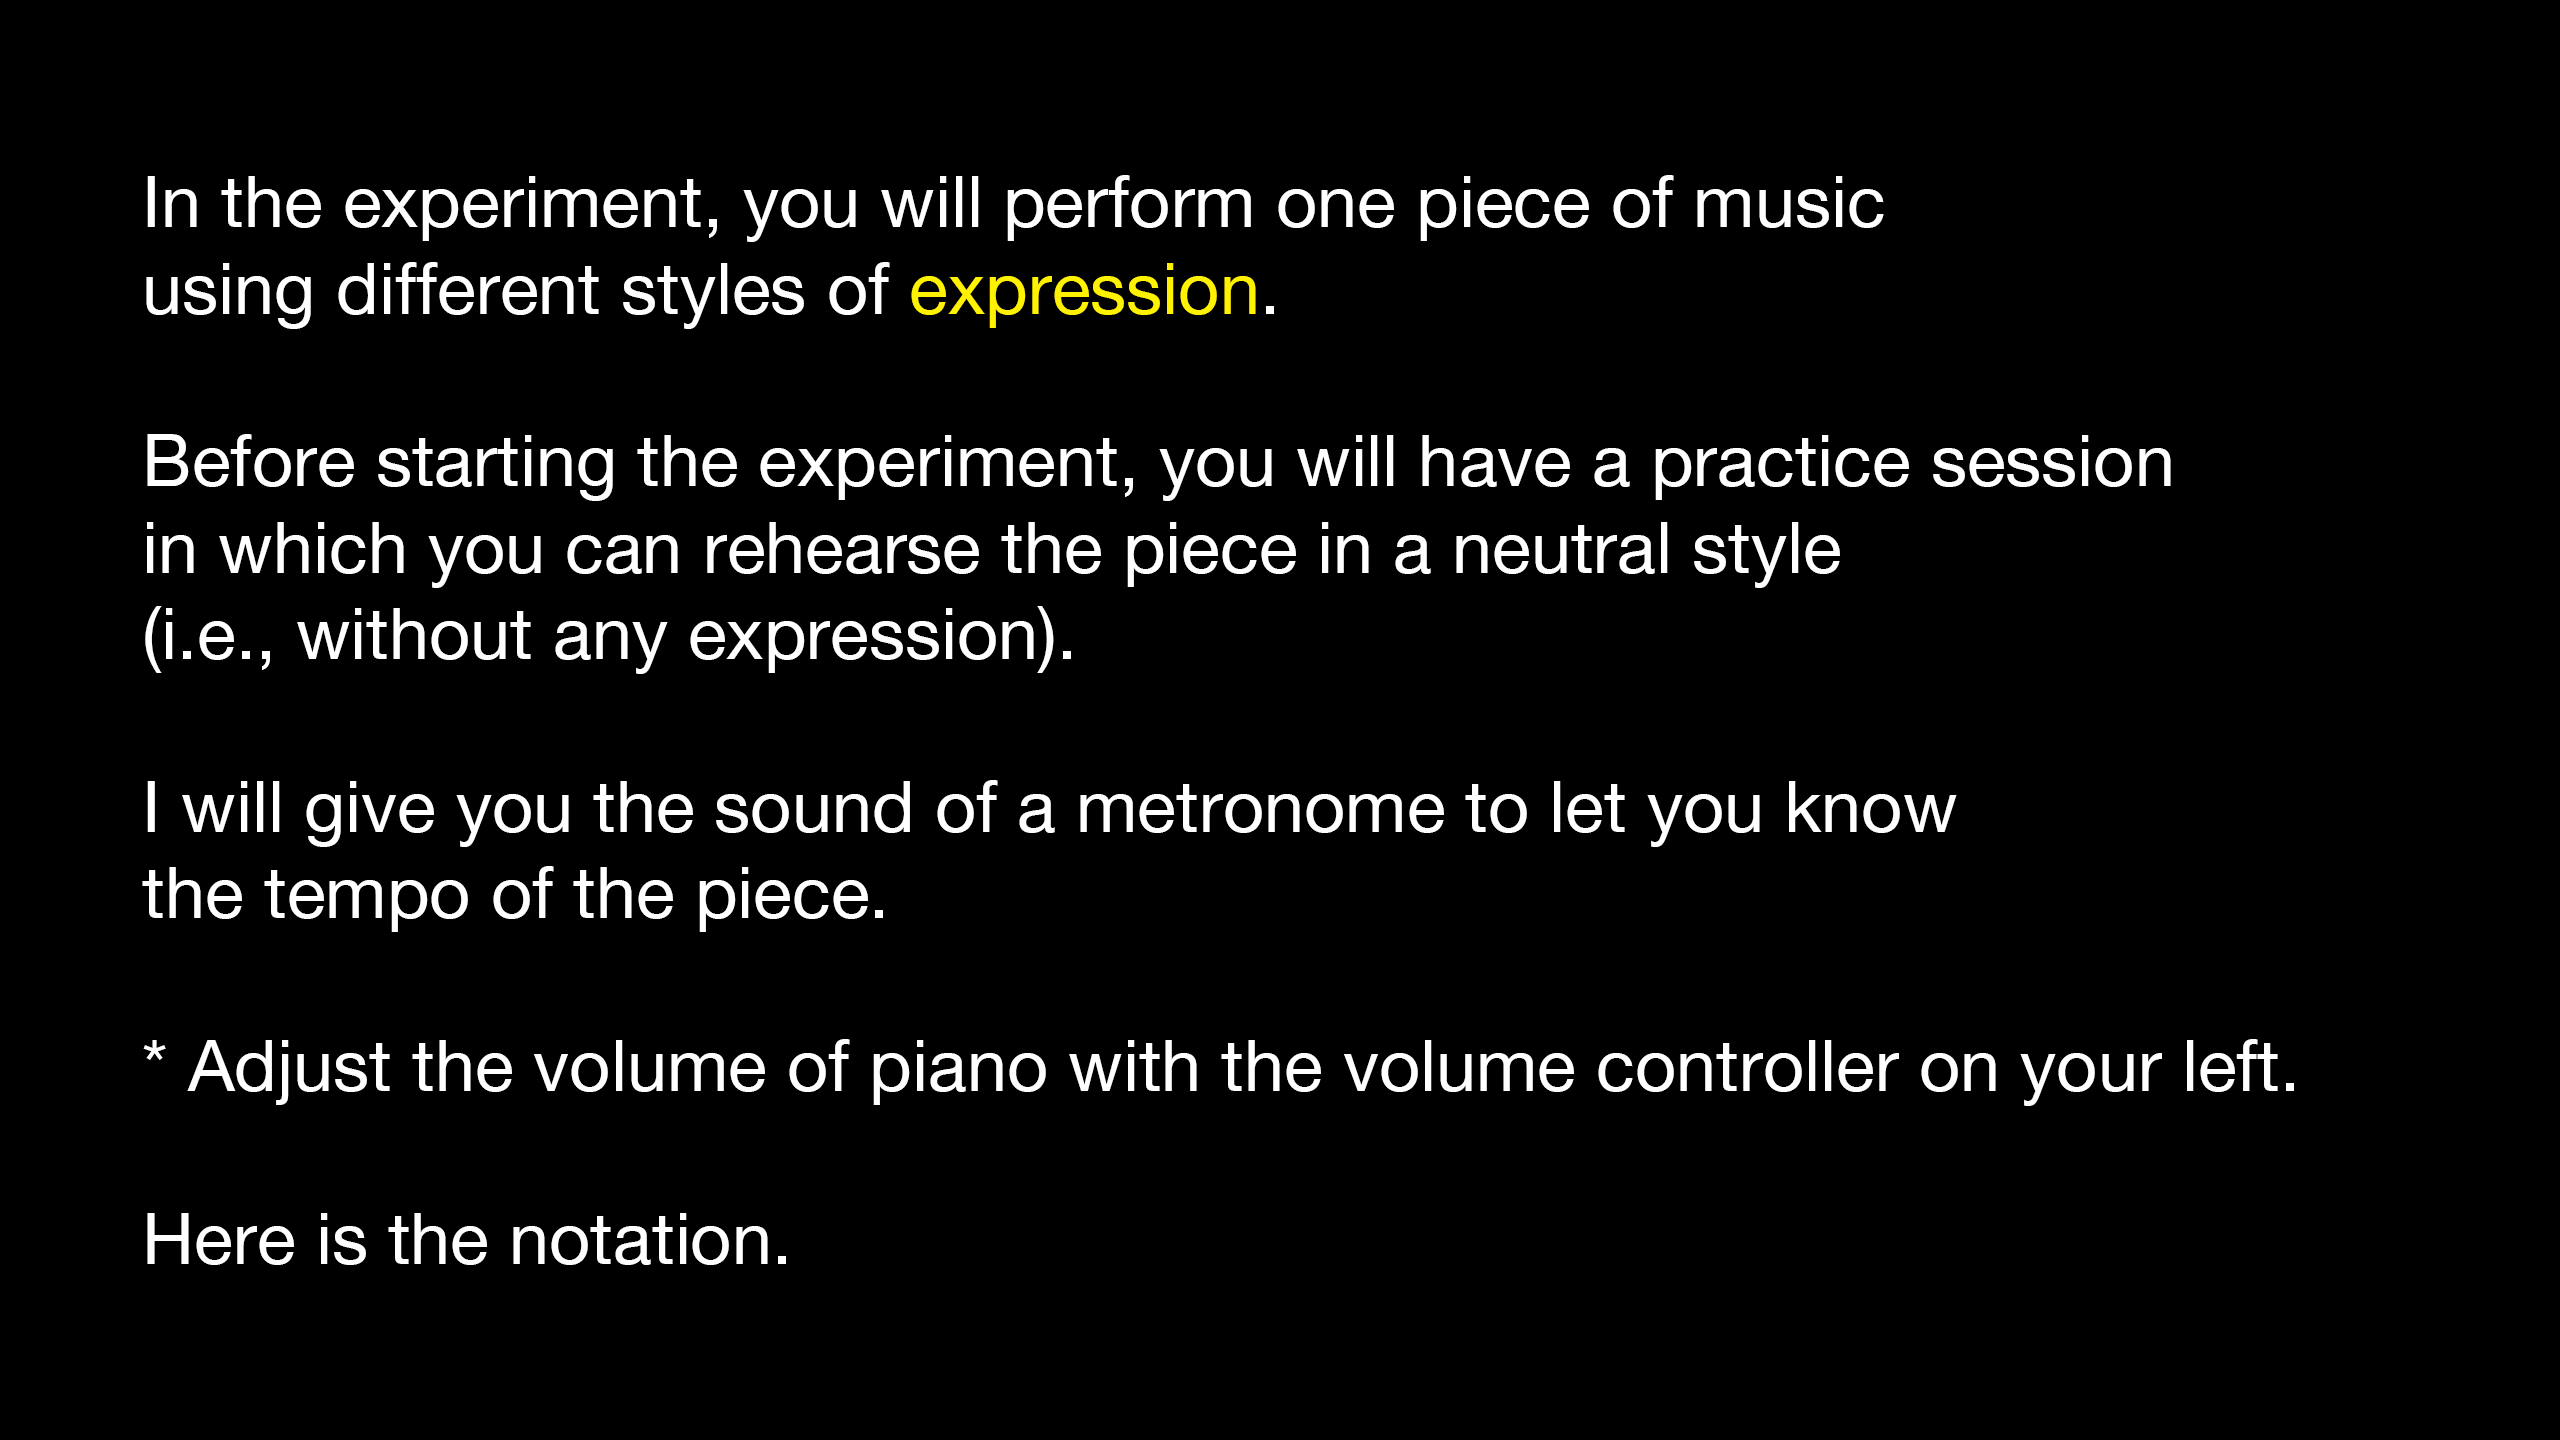 In the experiment, you will perform one piece of music
using different styles of expression.
Before starting the experiment, you will have a practice session
in which you can rehearse the piece in a neutral style
(i.e., without any expression).
I will give you the sound of a metronome to let you know
the tempo of the piece.
* Adjust the volume of piano with the volume controller on your left.
Here is the notation.